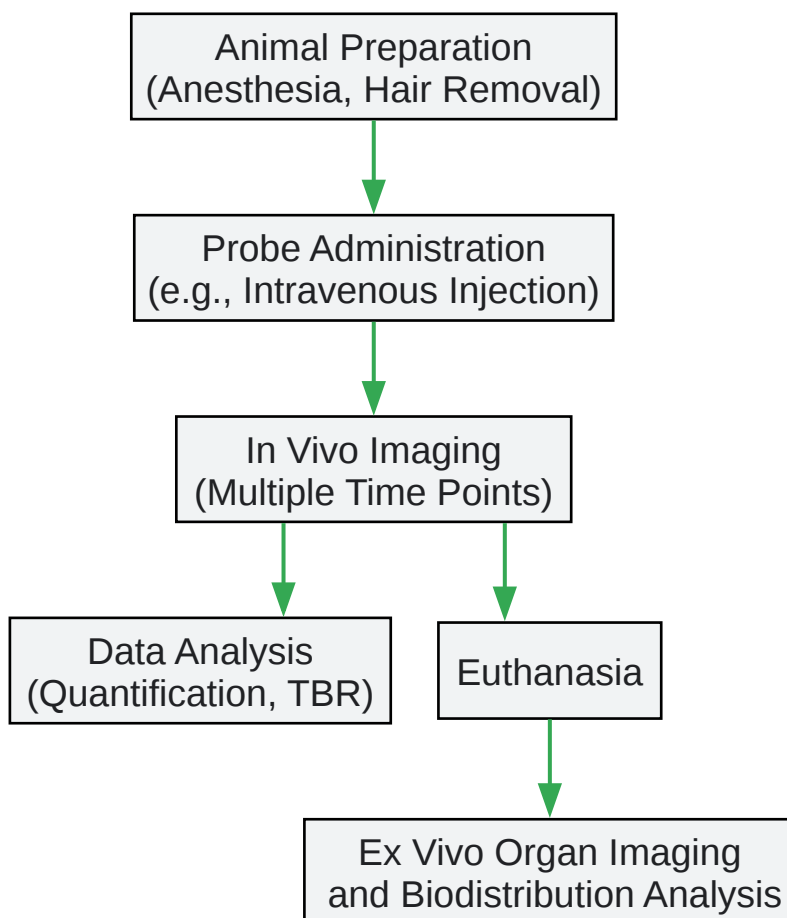 Animal Preparation
(Anesthesia, Hair Removal)
Probe Administration
(e.g., Intravenous Injection)
In Vivo Imaging
(Multiple Time Points)
Data Analysis
(Quantification, TBR)
Euthanasia
Ex Vivo Organ Imaging
and Biodistribution Analysis